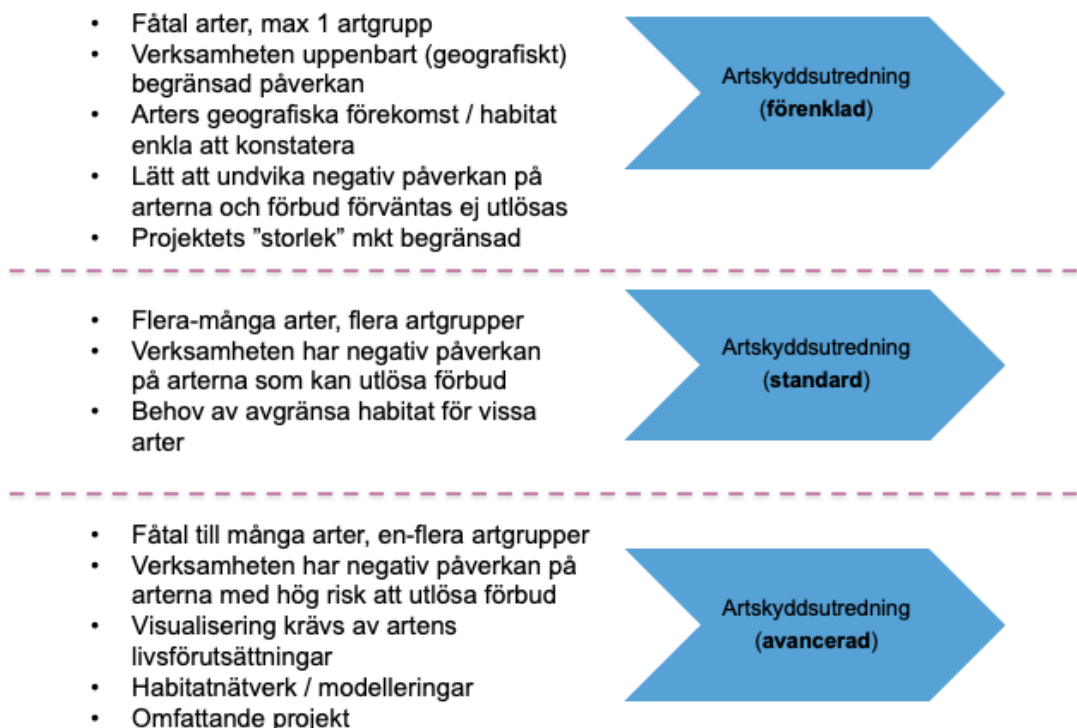 • Fåtal arter, max 1 artgrupp
• Verksamheten uppenbart (geografiskt)
begränsad påverkan
• Arters geografiska förekomst / habitat
enkla att konstatera
• Lätt att undvika negativ påverkan på
arterna och förbud förväntas ej utlösas
• Projektets ”storlek” mkt begränsad
Artskyddsutredning
(förenklad)
• Flera-många arter, flera artgrupper
• Verksamheten har negativ påverkan
på arterna som kan utlösa förbud
• Behov av avgränsa habitat för vissa
arter
Artskyddsutredning
(standard)
• Fåtal till många arter, en-flera artgrupper
• Verksamheten har negativ påverkan på
arterna med hög risk att utlösa förbud
• Visualisering krävs av artens
livsförutsättningar
• Habitatnätverk / modelleringar
• Omfattande projekt
Artskyddsutredning
(avancerad)